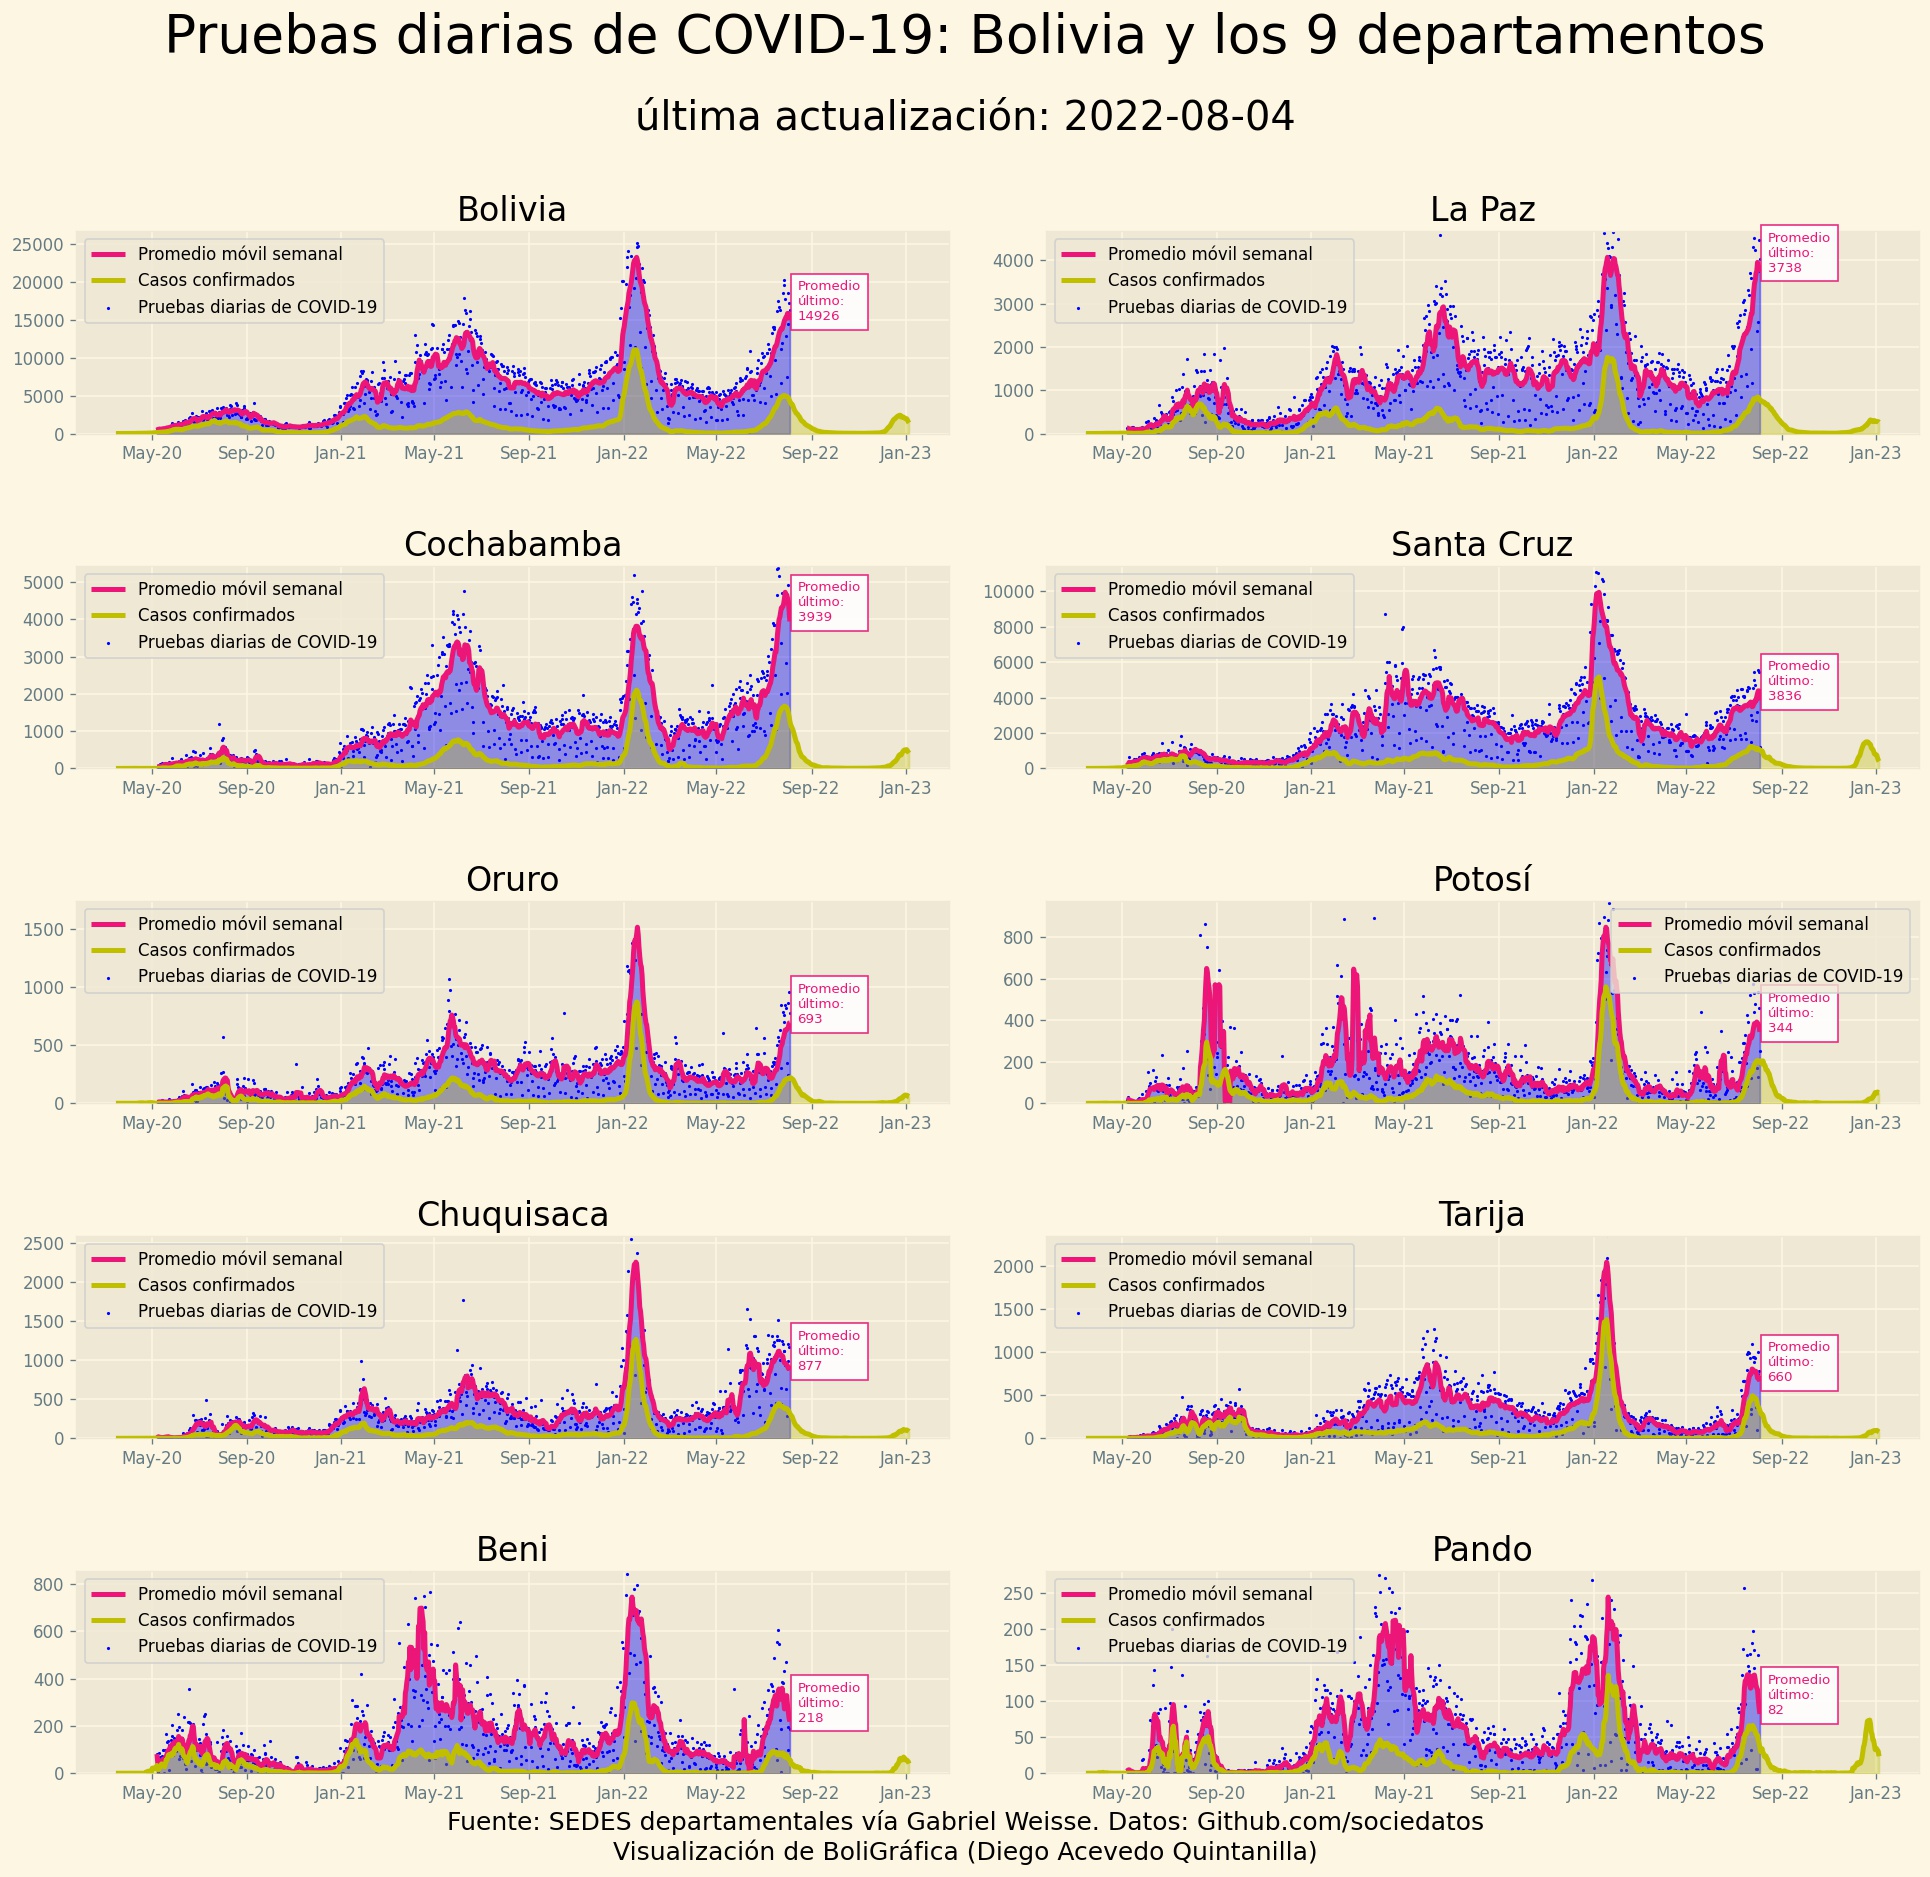 Pruebas diarias de COVID-19: Bolivia y los 9 departamentos
última actualización: 2022-08-04
Bolivia
25000
20000
15000
10000
5000
0
Promedio móvil semanal
Casos confirmados
Pruebas diarias de COVID-19
Promedio
último:
14926
May-20 Sep-20 Jan-21 May-21 Sep-21 Jan-22 May-22 Sep-22 Jan-23
La Paz
4000
3000
2000
1000
0
Promedio móvil semanal
Casos confirmados
Pruebas diarias de COVID-19
Promedio
último:
3738
May-20 Sep-20 Jan-21 May-21 Sep-21 Jan-22 May-22 Sep-22 Jan-23
Cochabamba
5000
4000
3000
2000
1000
0
Promedio móvil semanal
Casos confirmados
Pruebas diarias de COVID-19
Promedio
último:
3939
May-20 Sep-20 Jan-21 May-21 Sep-21 Jan-22 May-22 Sep-22 Jan-23
Santa Cruz
10000
8000
6000
4000
2000
0
Promedio móvil semanal
Casos confirmados
Pruebas diarias de COVID-19
Promedio
último:
3836
May-20 Sep-20 Jan-21 May-21 Sep-21 Jan-22 May-22 Sep-22 Jan-23
Oruro
1500
1000
500
0
Promedio móvil semanal
Casos confirmados
Pruebas diarias de COVID-19
Promedio
último:
693
May-20 Sep-20 Jan-21 May-21 Sep-21 Jan-22 May-22 Sep-22 Jan-23
Potosí
800
600
400
200
0
Promedio móvil semanal
Casos confirmados
Pruebas diarias de COVID-19
Promedio
último:
344
May-20 Sep-20 Jan-21 May-21 Sep-21 Jan-22 May-22 Sep-22 Jan-23
Chuquisaca
2500
2000
1500
1000
500
0
Promedio móvil semanal
Casos confirmados
Pruebas diarias de COVID-19
Promedio
último:
877
May-20 Sep-20 Jan-21 May-21 Sep-21 Jan-22 May-22 Sep-22 Jan-23
Tarija
2000
1500
1000
500
0
Promedio móvil semanal
Casos confirmados
Pruebas diarias de COVID-19
Promedio
último:
660
May-20 Sep-20 Jan-21 May-21 Sep-21 Jan-22 May-22 Sep-22 Jan-23
Beni
800
600
400
200
0
Promedio móvil semanal
Casos confirmados
Pruebas diarias de COVID-19
Promedio
último:
218
May-20 Sep-20 Jan-21 May-21 Sep-21 Jan-22 May-22 Sep-22 Jan-23
Pando
250
200
150
100
50
0
Promedio móvil semanal
Casos confirmados
Pruebas diarias de COVID-19
Promedio
último:
82
May-20 Sep-20 Jan-21 May-21 Sep-21 Jan-22 May-22 Sep-22 Jan-23
Fuente: SEDES departamentales vía Gabriel Weisse. Datos: Github.com/sociedatos
Visualización de BoliGráfica (Diego Acevedo Quintanilla)